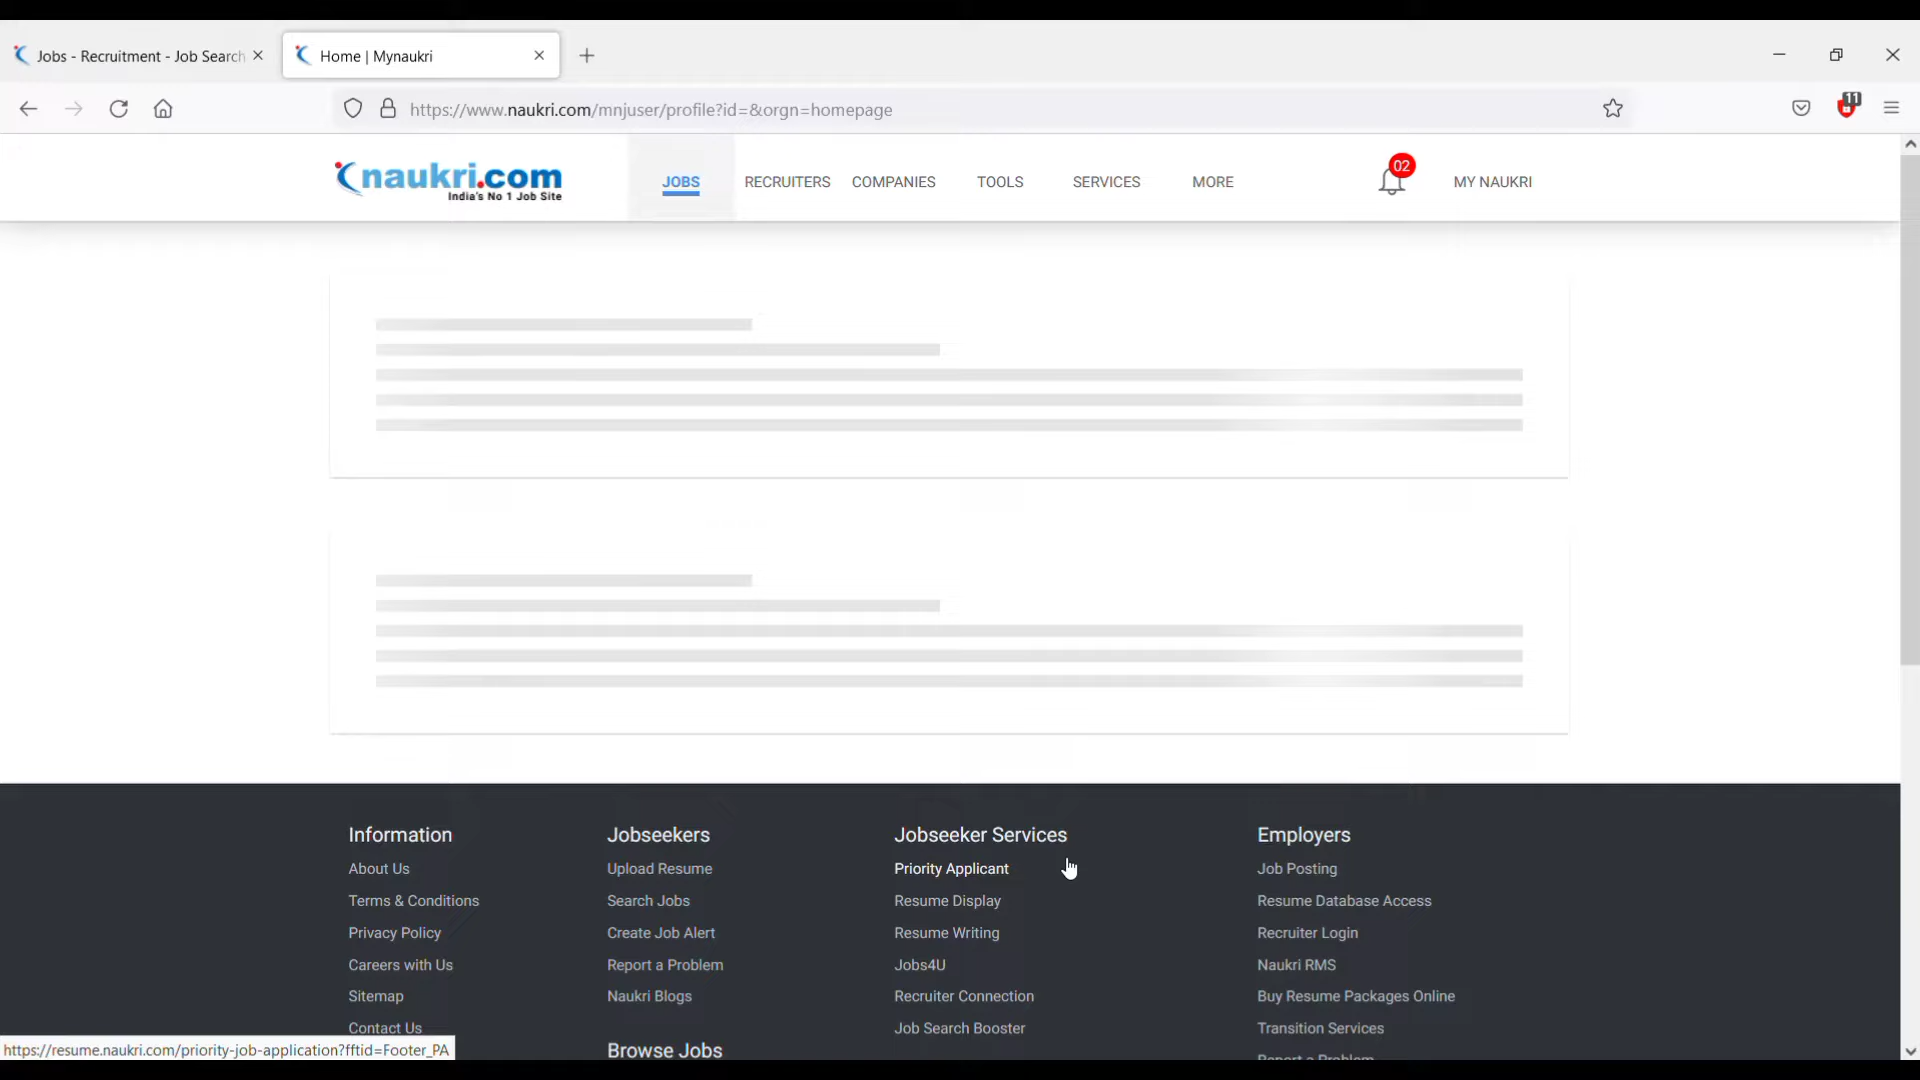 Jobs - Recruitment - Job Search
Home | Mynaukri
https://www.naukri.com/mnjuser/profile?id=&orgn=homepage
11
naukri.com
India's No 1 Job Site
JOBS
RECRUITERS
COMPANIES
TOOLS
SERVICES
MORE
02
MY NAUKRI
Information
About Us
Terms & Conditions
Privacy Policy
Careers with Us
Sitemap
Contact Us
Jobseekers
Upload Resume
Search Jobs
Create Job Alert
Report a Problem
Naukri Blogs
Browse Jobs
Jobseeker Services
Priority Applicant
Resume Display
Resume Writing
Jobs4U
Recruiter Connection
Job Search Booster
Employers
Job Posting
Resume Database Access
Recruiter Login
Naukri RMS
Buy Resume Packages Online
Transition Services
Report a Problem
https://resume.naukri.com/priority-job-application?fftid=Footer_PA